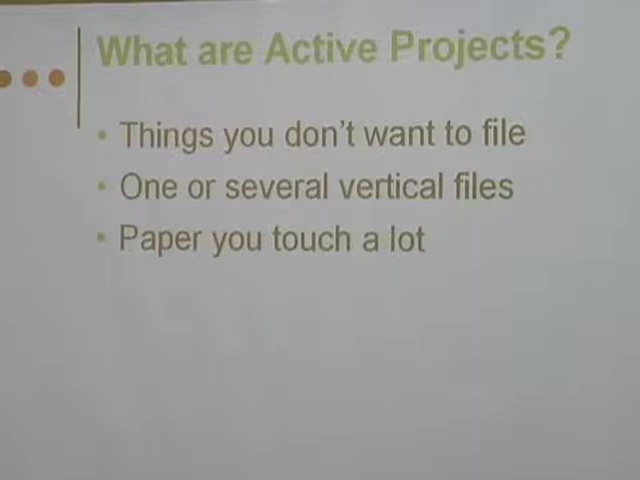 What are Active Projects?
Things you don't want to file
One or several vertical files
Paper you touch a lot